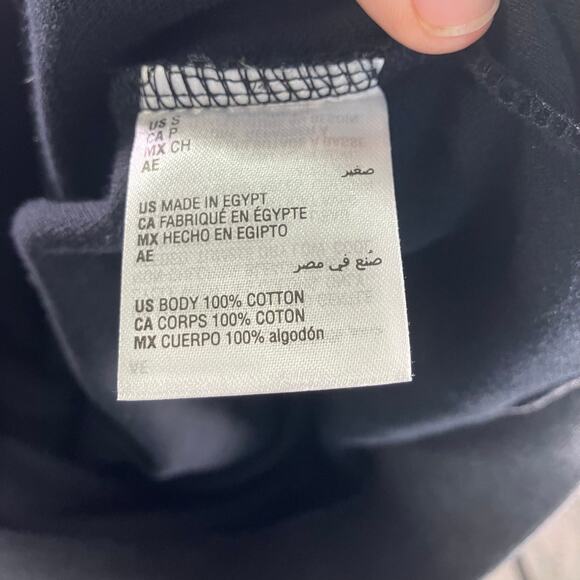 US S
CA P
MX CH
AE
صغير
US MADE IN EGYPT
CA FABRIQUÉ EN ÉGYPTE
MX HECHO EN EGIPTO
AE
صُنع في مصر
US BODY 100% COTTON
CA CORPS 100% COTON
MX CUERPO 100% algodón